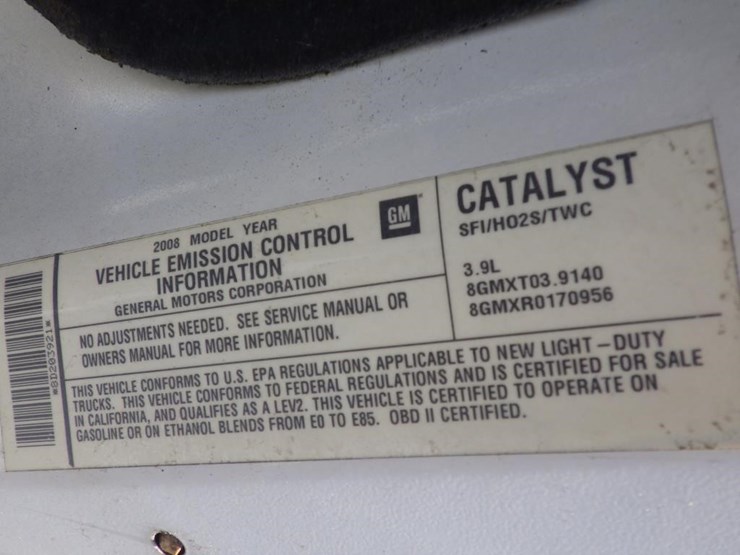 2008 MODEL YEAR
VEHICLE EMISSION CONTROL
INFORMATION
GENERAL MOTORS CORPORATION
GM
CATALYST
SFI/HO2S/TWC
3.9L
8GMXT03.9140
8GMXR0170956
NO ADJUSTMENTS NEEDED. SEE SERVICE MANUAL OR
OWNERS MANUAL FOR MORE INFORMATION.
THIS VEHICLE CONFORMS TO U.S. EPA REGULATIONS APPLICABLE TO NEW LIGHT-DUTY
TRUCKS. THIS VEHICLE CONFORMS TO FEDERAL REGULATIONS AND IS CERTIFIED FOR SALE
IN CALIFORNIA, AND QUALIFIES AS A LEV2. THIS VEHICLE IS CERTIFIED TO OPERATE ON
GASOLINE OR ON ETHANOL BLENDS FROM E0 TO E85. OBD II CERTIFIED.
*8D203921*